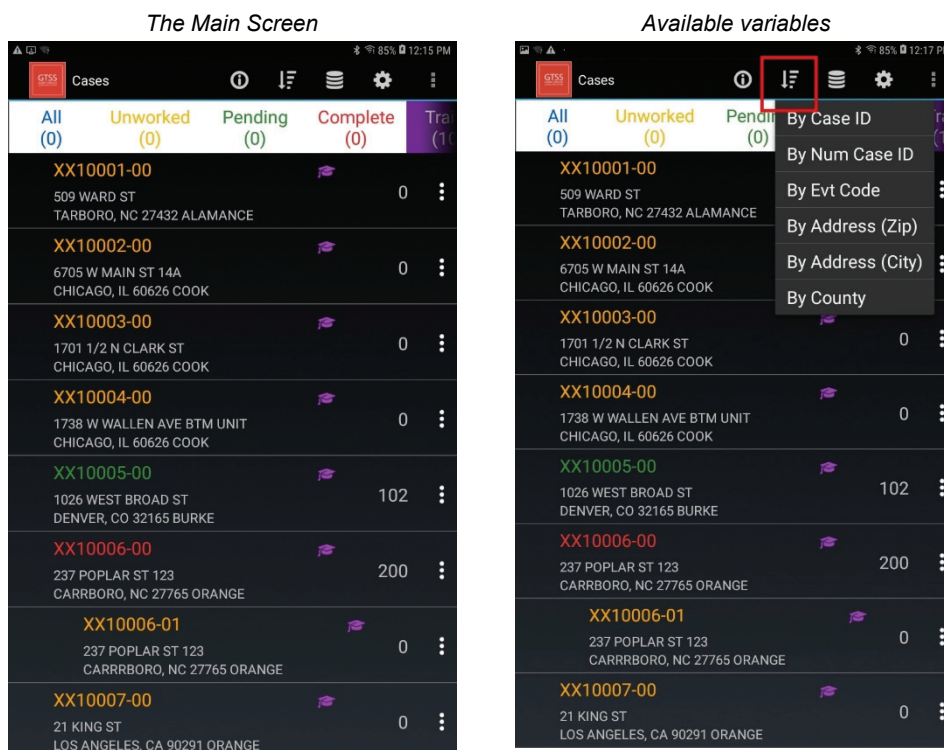 The Main Screen
12:15 PM
85%
GTSS
Cases
All
(0)
Unworked
(0)
Pending
(0)
Complete
(0)
Tra
(10
XX10001-00
509 WARD ST
TARBORO, NC 27432 ALAMANCE
0
XX10002-00
6705 W MAIN ST 14A
CHICAGO, IL 60626 COOK
0
XX10003-00
1701 1/2 N CLARK ST
CHICAGO, IL 60626 COOK
0
XX10004-00
1738 W WALLEN AVE BTM UNIT
CHICAGO, IL 60626 COOK
0
XX10005-00
1026 WEST BROAD ST
DENVER, CO 32165 BURKE
102
XX10006-00
237 POPLAR ST 123
CARRBORO, NC 27765 ORANGE
200
XX10006-01
237 POPLAR ST 123
CARRRBORO, NC 27765 ORANGE
0
XX10007-00
21 KING ST
LOS ANGELES, CA 90291 ORANGE
0
Available variables
85%
12:17 P
GTSS
Cases
All
(0)
Unworked
(0)
Pendi
(0)
By Case ID
By Num Case ID
By Evt Code
By Address (Zip)
By Address (City)
By County
XX10001-00
509 WARD ST
TARBORO, NC 27432 ALAMANCE
XX10002-00
6705 W MAIN ST 14A
CHICAGO, IL 60626 COOK
XX10003-00
1701 1/2 N CLARK ST
CHICAGO, IL 60626 COOK
0
XX10004-00
1738 W WALLEN AVE BTM UNIT
CHICAGO, IL 60626 COOK
0
XX10005-00
1026 WEST BROAD ST
DENVER, CO 32165 BURKE
102
XX10006-00
237 POPLAR ST 123
CARRBORO, NC 27765 ORANGE
200
XX10006-01
237 POPLAR ST 123
CARRRBORO, NC 27765 ORANGE
0
XX10007-00
21 KING ST
LOS ANGELES, CA 90291 ORANGE
0